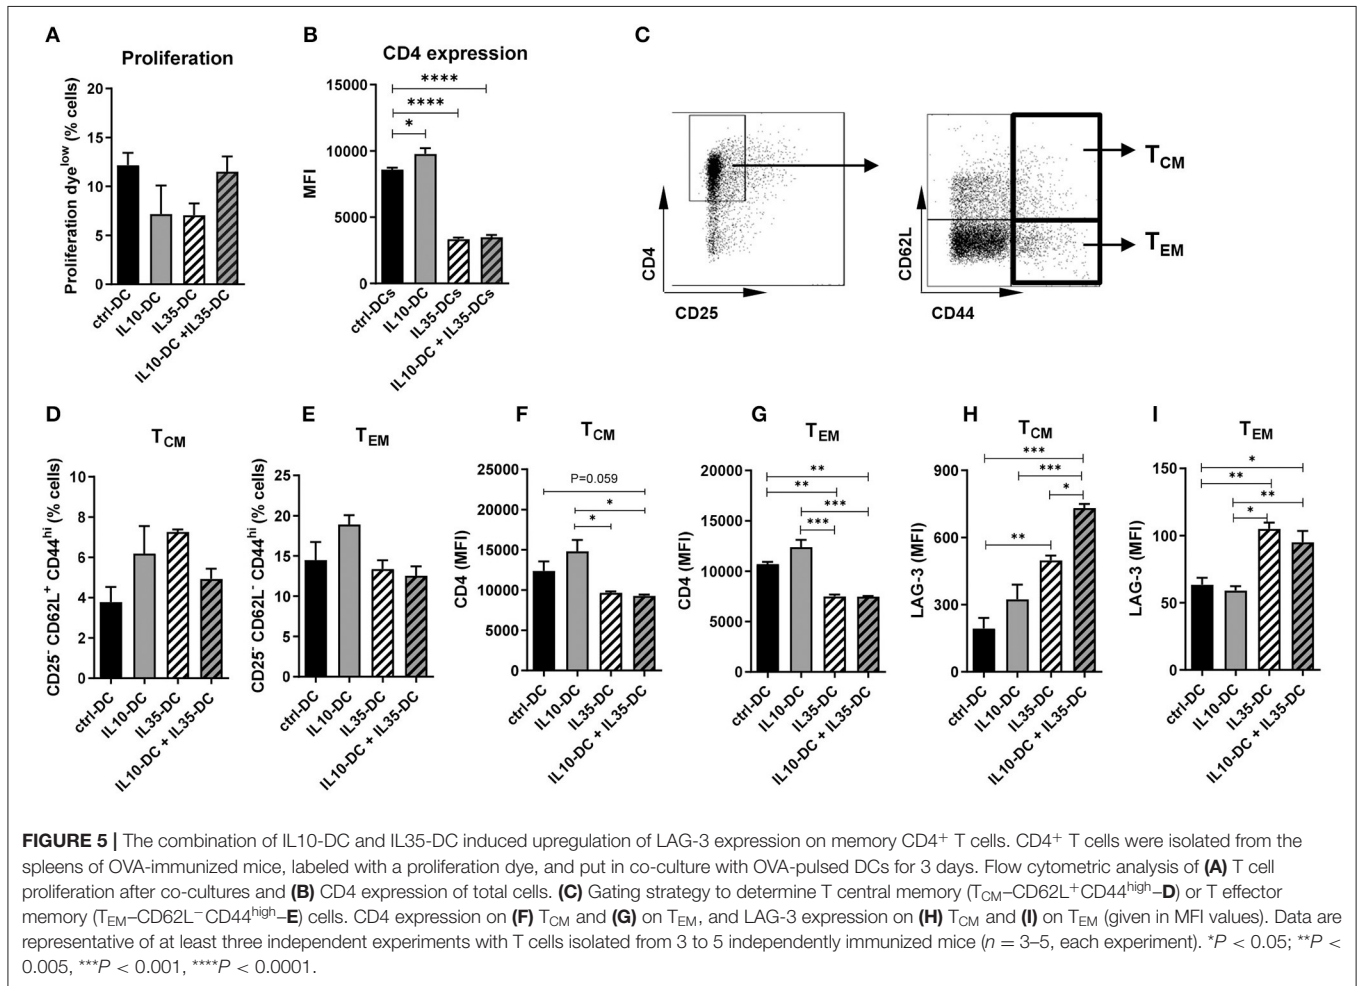 A
Proliferation
Proliferation dye^low (% cells)
20
15
10
5
0
ctrl-DC
IL10-DC
IL35-DC
IL10-DC +IL35-DC
B
CD4 expression
MFI
15000
10000
5000
0
****
****
*
ctrl-DCs
IL10-DC
IL35-DCs
IL10-DC + IL35-DCs
C
CD4
CD25
CD62L
CD44
T_CM
T_EM
D
T_CM
CD25⁻ CD62L⁺ CD44^hi (% cells)
8
6
4
2
0
ctrl-DC
IL10-DC
IL35-DC
IL10-DC + IL35-DC
E
T_EM
CD25⁻ CD62L⁻ CD44^hi (% cells)
25
20
15
10
5
0
ctrl-DC
IL10-DC
IL35-DC
IL10-DC + IL35-DC
F
T_CM
CD4 (MFI)
25000
20000
15000
10000
5000
0
P=0.059
*
*
ctrl-DC
IL10-DC
IL35-DC
IL10-DC + IL35-DC
G
T_EM
CD4 (MFI)
20000
15000
10000
5000
0
**
**
***
***
ctrl-DC
IL10-DC
IL35-DC
IL10-DC + IL35-DC
H
T_CM
LAG-3 (MFI)
900
600
300
0
***
***
*
**
ctrl-DC
IL10-DC
IL35-DC
IL10-DC + IL35-DC
I
T_EM
LAG-3 (MFI)
150
100
50
0
*
**
**
*
ctrl-DC
IL10-DC
IL35-DC
IL10-DC + IL35-DC
FIGURE 5 | The combination of IL10-DC and IL35-DC induced upregulation of LAG-3 expression on memory CD4⁺ T cells. CD4⁺ T cells were isolated from the
spleens of OVA-immunized mice, labeled with a proliferation dye, and put in co-culture with OVA-pulsed DCs for 3 days. Flow cytometric analysis of (A) T cell
proliferation after co-cultures and (B) CD4 expression of total cells. (C) Gating strategy to determine T central memory (T_CM–CD62L⁺CD44^high–D) or T effector
memory (T_EM–CD62L⁻CD44^high–E) cells. CD4 expression on (F) T_CM and (G) on T_EM, and LAG-3 expression on (H) T_CM and (I) on T_EM (given in MFI values). Data are
representative of at least three independent experiments with T cells isolated from 3 to 5 independently immunized mice (n = 3–5, each experiment). *P < 0.05; **P <
0.005, ***P < 0.001, ****P < 0.0001.